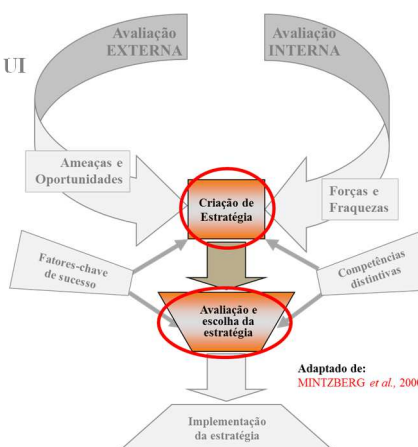 Avaliação
EXTERNA
Avaliação
INTERNA
UI
Ameaças e
Oportunidades
Forças e
Fraquezas
Criação de
Estratégia
Fatores-chave
de sucesso
Competências
distintivas
Avaliação e
escolha da
estratégia
Adaptado de:
MINTZBERG et al., 2000
Implementação
da estratégia